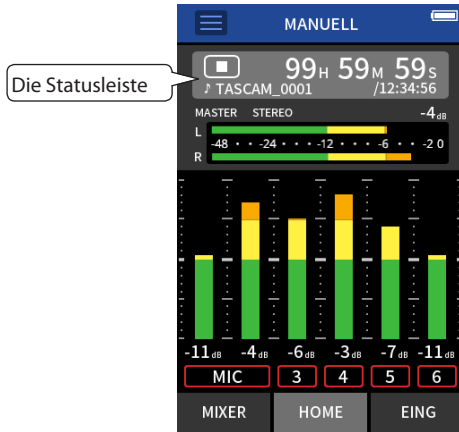 MANUELL
Die Statusleiste
99H 59M 59S
♪ TASCAM_0001 /12:34:56
MASTER STEREO -4dB
L
-48 · · -24 · · · -12 · · · -6 · · -2 0
R
-11dB -4dB -6dB -3dB -7dB -11dB
MIC 3 4 5 6
MIXER HOME EING